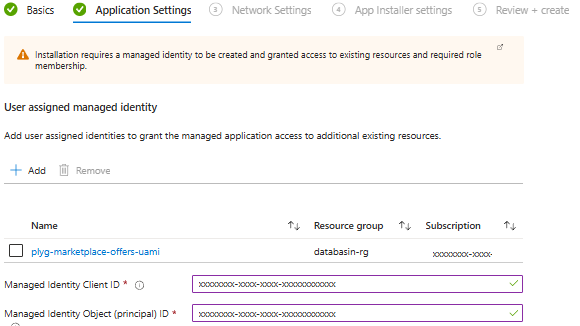 Basics
Application Settings
3 Network Settings
4 App Installer settings
5 Review + create
Installation requires a managed identity to be created and granted access to existing resources and required role
membership.
User assigned managed identity
Add user assigned identities to grant the managed application access to additional existing resources.
+ Add Remove
Name Resource group Subscription
plyg-marketplace-offers-uami databasin-rg xxxxxxxx-xxxx-
Managed Identity Client ID * xxxxxxxx-xxxx-xxxx-xxxxxxxxxxxx
Managed Identity Object (principal) ID * xxxxxxxx-xxxx-xxxx-xxxxxxxxxxxx